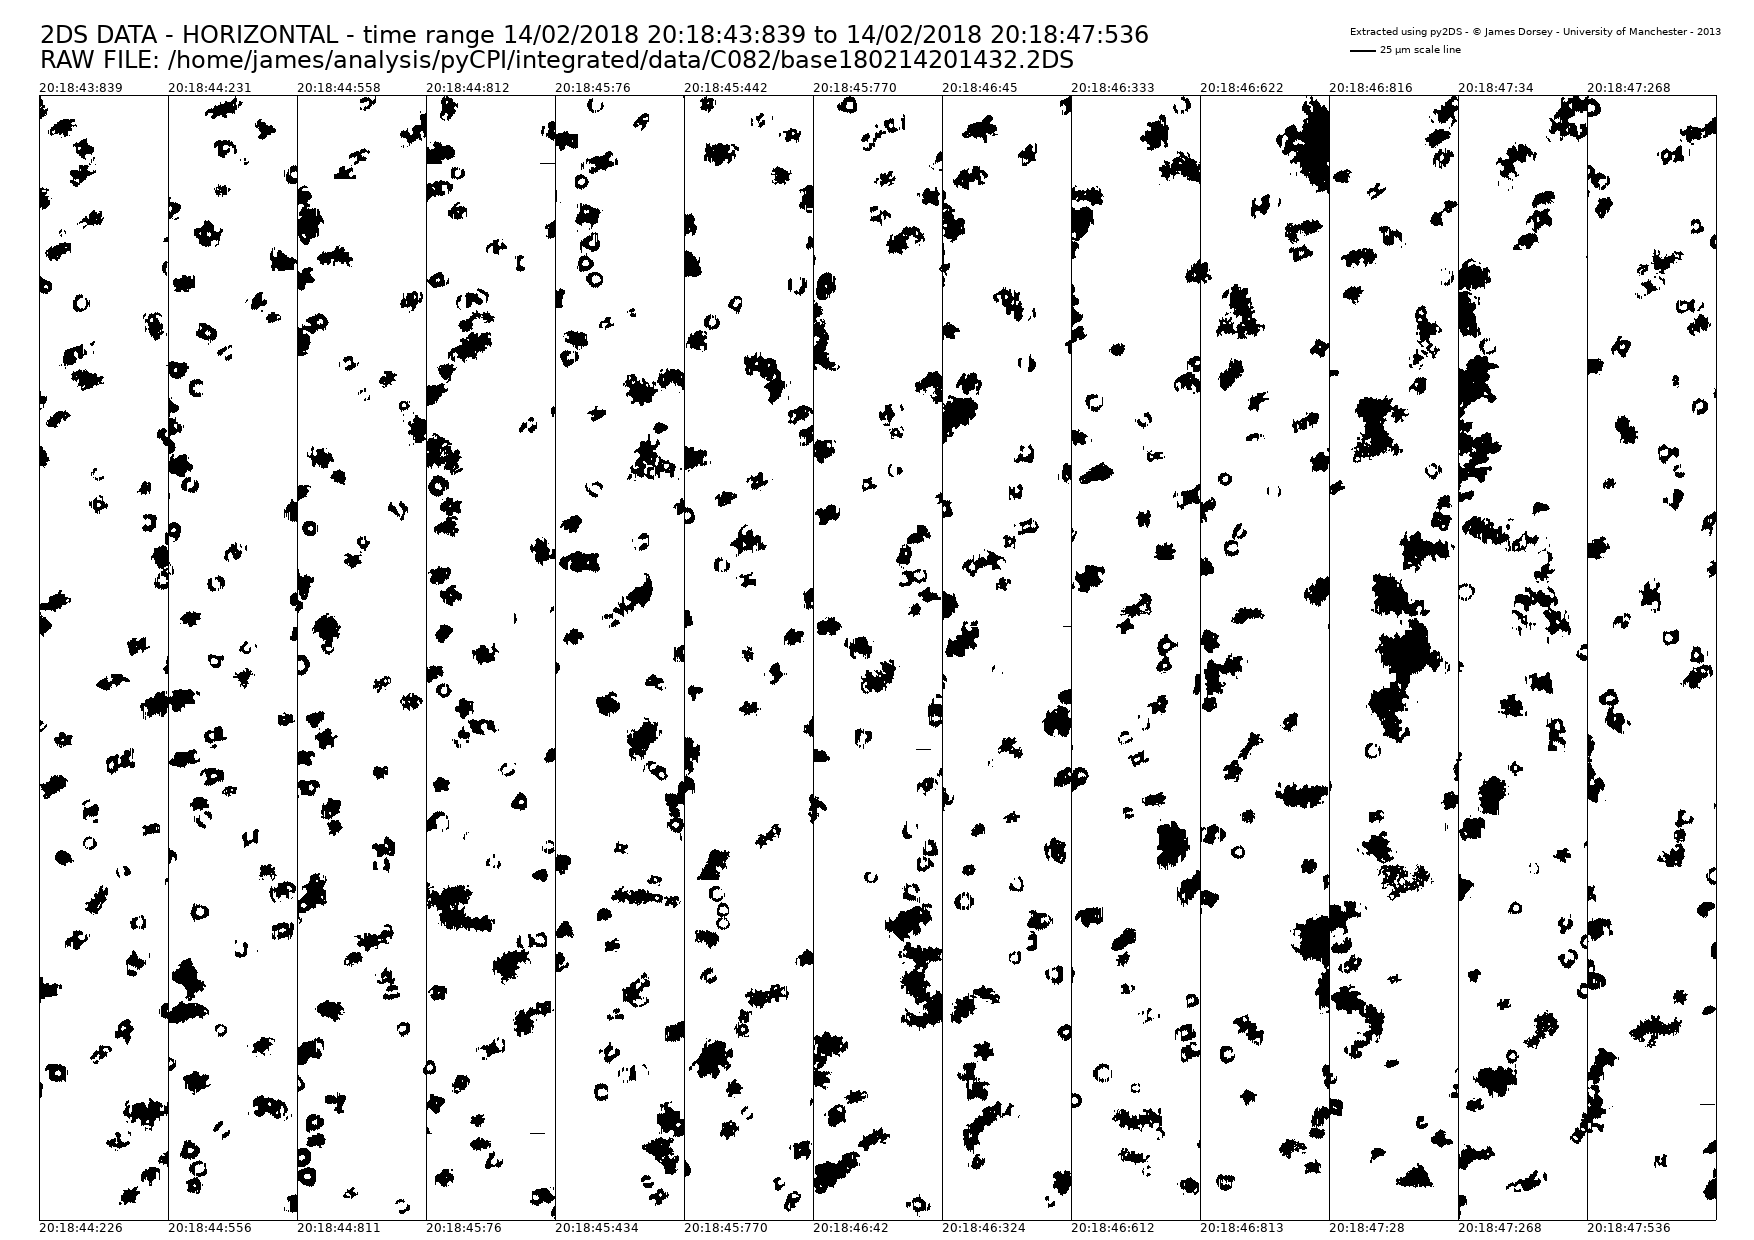 2DS DATA - HORIZONTAL - time range 14/02/2018 20:18:43:839 to 14/02/2018 20:18:47:536
RAW FILE: /home/james/analysis/pyCPI/integrated/data/C082/base180214201432.2DS
Extracted using py2DS - © James Dorsey - University of Manchester - 2013
25 µm scale line
20:18:43:839 20:18:44:231 20:18:44:558 20:18:44:812 20:18:45:76 20:18:45:442 20:18:45:770 20:18:46:45 20:18:46:333 20:18:46:622 20:18:46:816 20:18:47:34 20:18:47:268
20:18:44:226 20:18:44:556 20:18:44:811 20:18:45:76 20:18:45:434 20:18:45:770 20:18:46:42 20:18:46:324 20:18:46:612 20:18:46:813 20:18:47:28 20:18:47:268 20:18:47:536